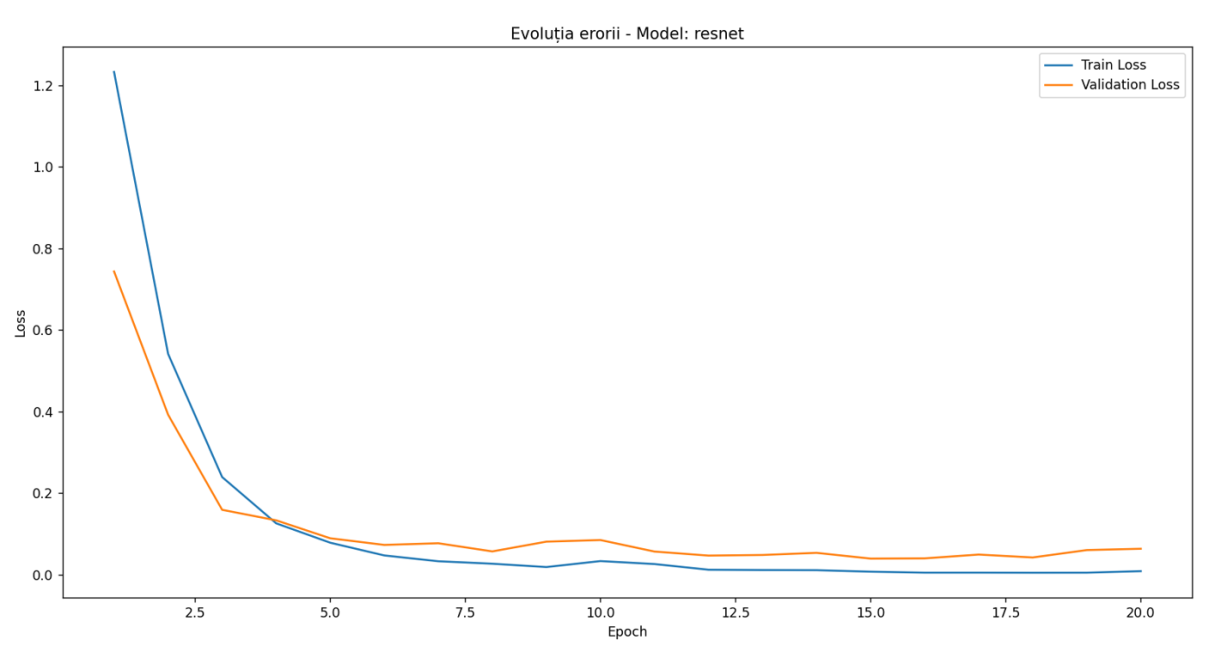 Evoluția erorii - Model: resnet
Train Loss
Validation Loss
1.2
1.0
0.8
0.6
0.4
0.2
0.0
Loss
2.5 5.0 7.5 10.0 12.5 15.0 17.5 20.0
Epoch